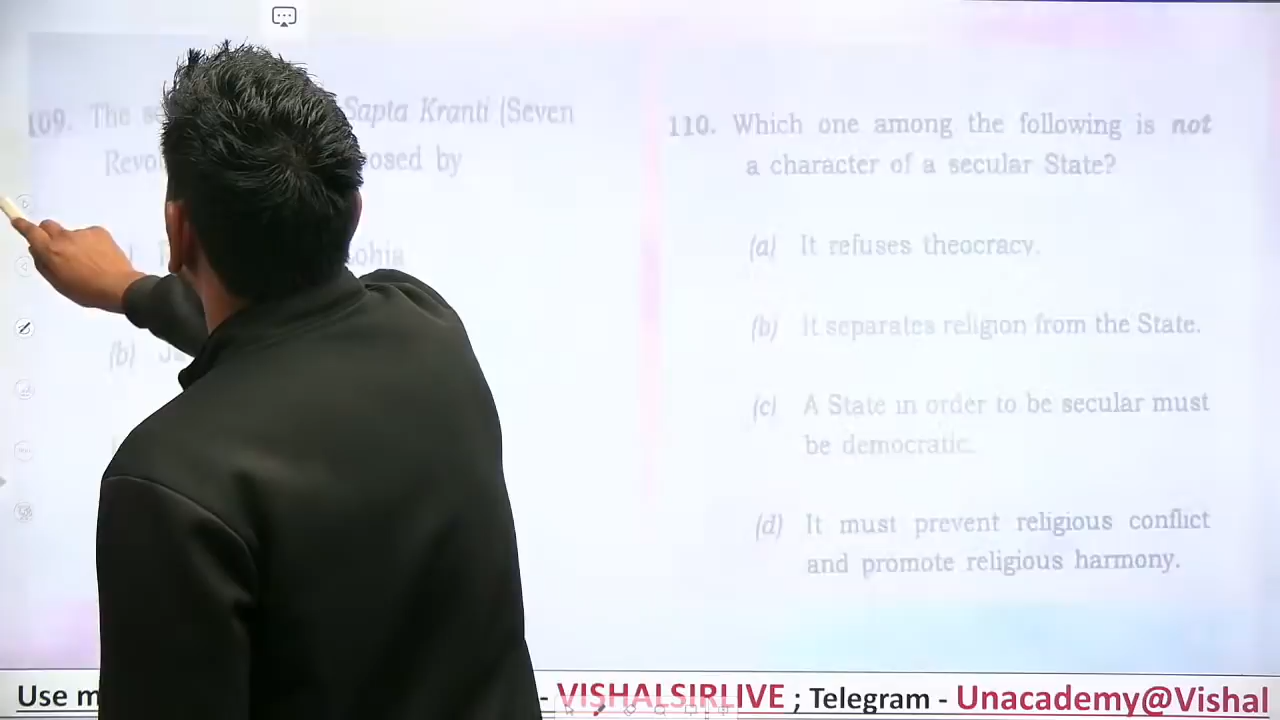 109. The Sapta Kranti (Seven
posed by
Lohia
(b)
110. Which one among the following is not
a character of a secular State?
(a) It refuses theocracy.
(b) It separates religion from the State.
(c) A State in order to be secular must
be democratic.
(d) It must prevent religious conflict
and promote religious harmony.
Use - VISHALSIRLIVE ; Telegram - Unacademy@Vishal